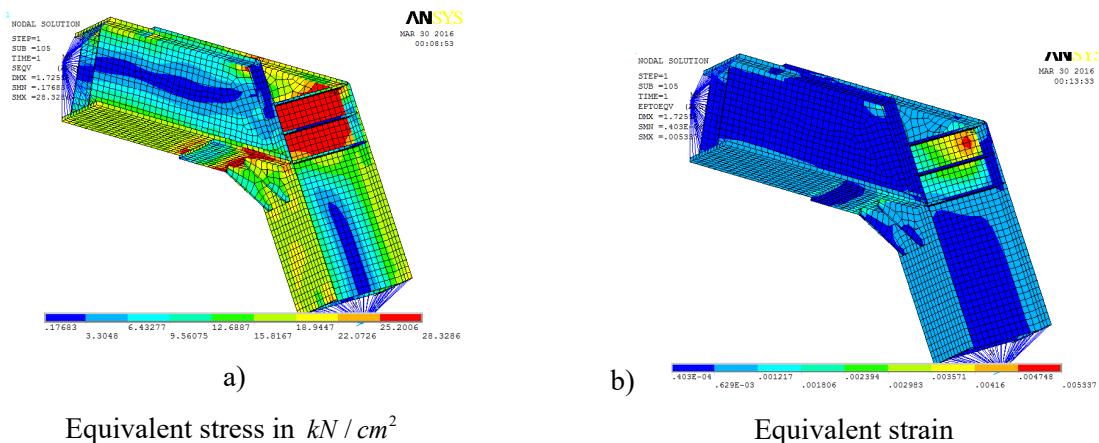 1
NODAL SOLUTION
STEP=1
SUB =105
TIME=1
SEQV
DMX =1.725
SMN =.1768
SMX =28.328
ANSYS
MAR 30 2016
00:08:53
.17683
3.3048
6.43277
9.56075
12.6887
15.8167
18.9447
22.0726
25.2006
28.3286
a)
Equivalent stress in kN / cm²
NODAL SOLUTION
STEP=1
SUB =105
TIME=1
EPTOEQV
DMX =1.725
SMN =.403E-
SMX =.005337
ANSYS
MAR 30 2016
00:13:33
.403E-04
.629E-03
.001217
.001806
.002394
.002983
.003571
.00416
.004748
.005337
b)
Equivalent strain